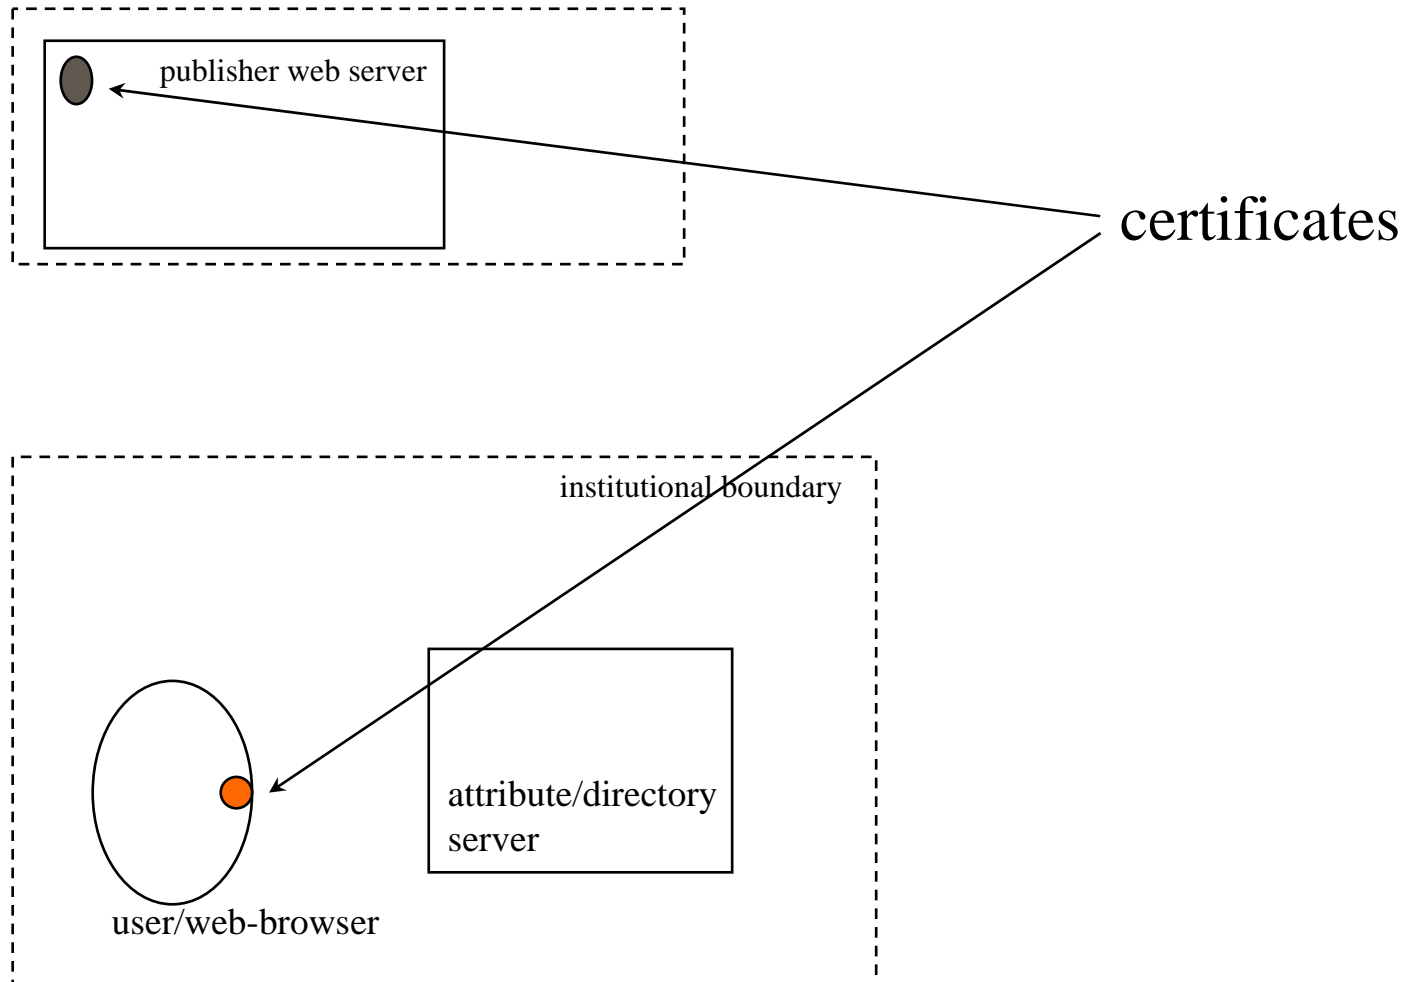 publisher web server
certificates
institutional boundary
attribute/directory
server
user/web-browser